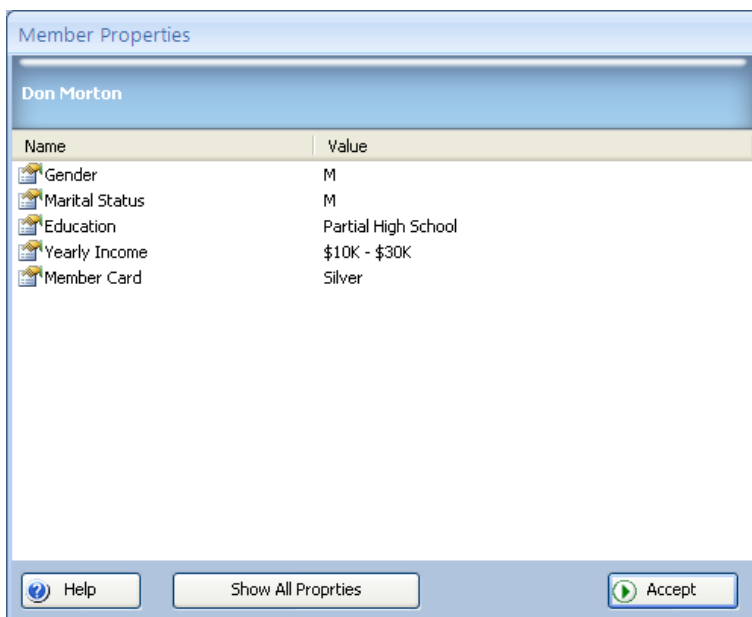 Member Properties
Don Morton
Name Value
Gender M
Marital Status M
Education Partial High School
Yearly Income $10K - $30K
Member Card Silver
Help Show All Proprties Accept